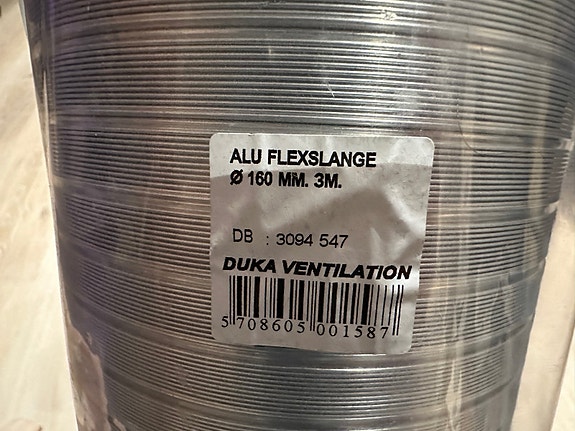 ALU FLEXSLANGE
Ø 160 MM. 3M.
DB : 3094 547
DUKA VENTILATION
5 708605 001587